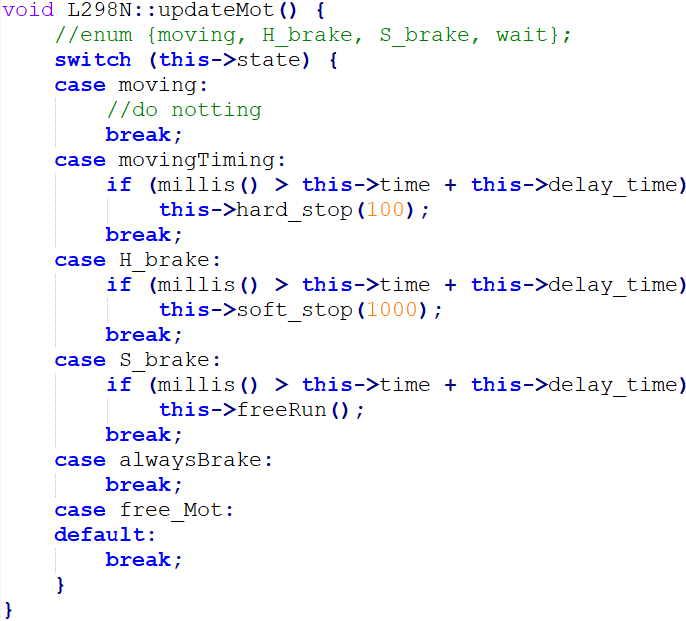 void L298N::updateMot() {
    //enum {moving, H_brake, S_brake, wait};
    switch (this->state) {
    case moving:
        //do notting
        break;
    case movingTiming:
        if (millis() > this->time + this->delay_time)
            this->hard_stop(100);
        break;
    case H_brake:
        if (millis() > this->time + this->delay_time)
            this->soft_stop(1000);
        break;
    case S_brake:
        if (millis() > this->time + this->delay_time)
            this->freeRun();
        break;
    case alwaysBrake:
        break;
    case free_Mot:
    default:
        break;
    }
}